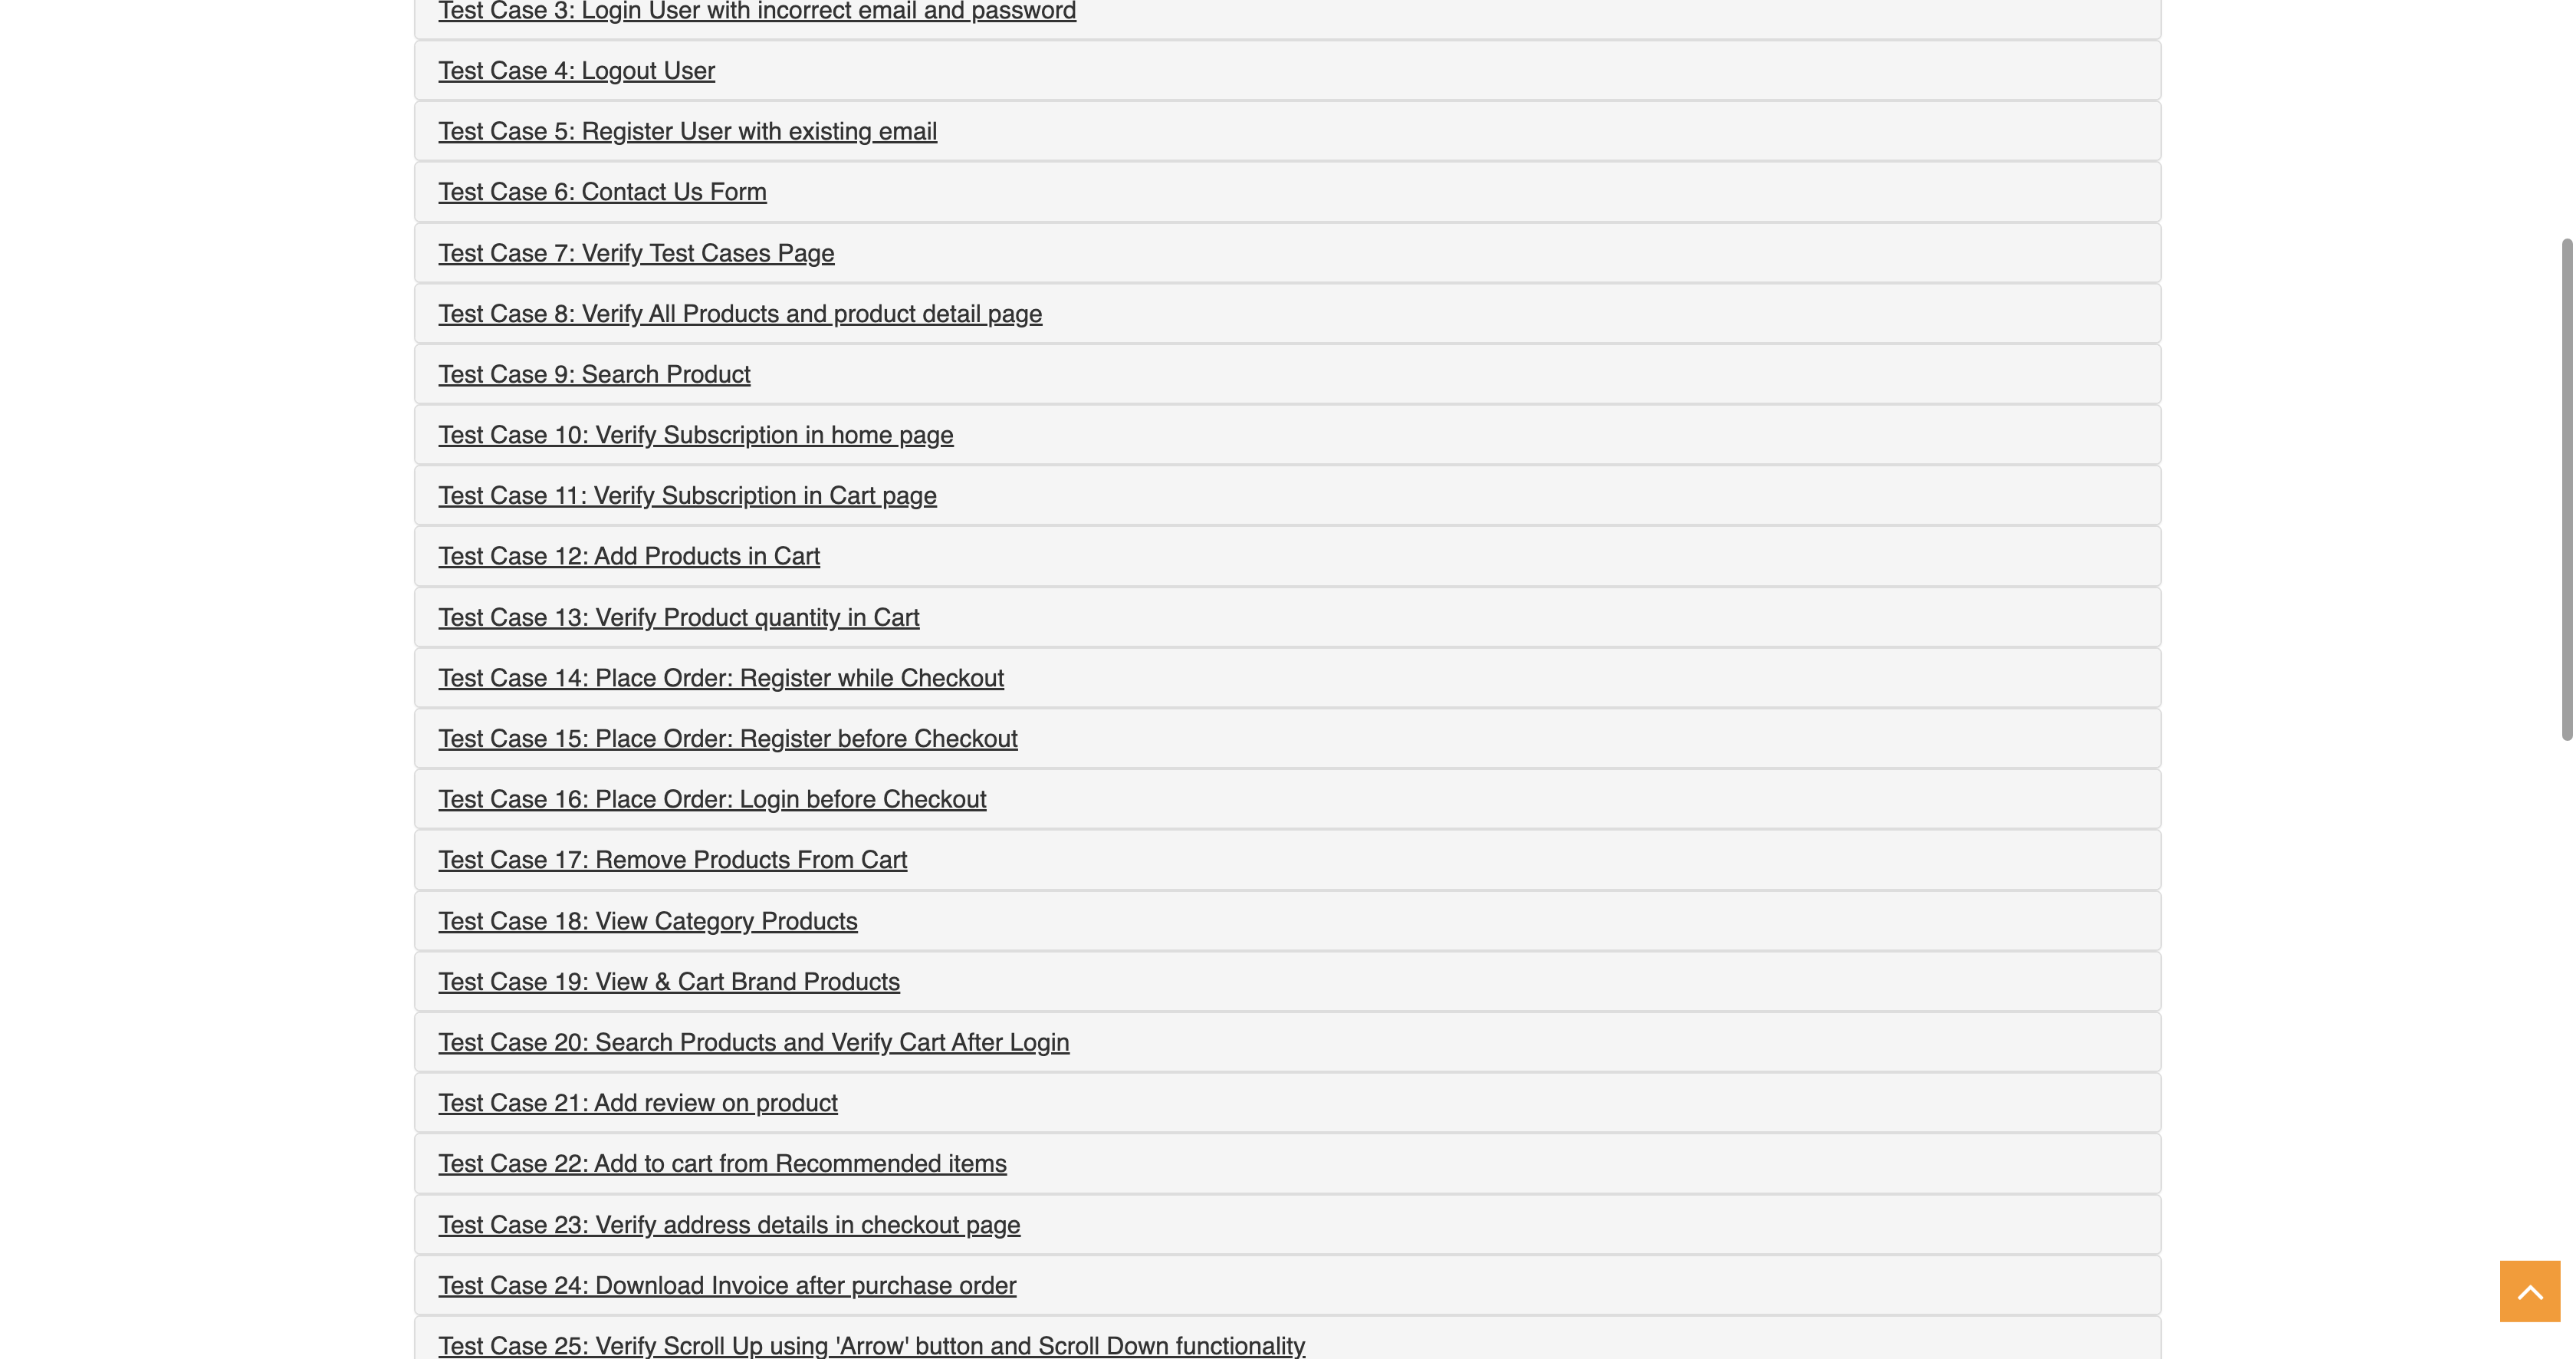 Test Case 3: Login User with incorrect email and password
Test Case 4: Logout User
Test Case 5: Register User with existing email
Test Case 6: Contact Us Form
Test Case 7: Verify Test Cases Page
Test Case 8: Verify All Products and product detail page
Test Case 9: Search Product
Test Case 10: Verify Subscription in home page
Test Case 11: Verify Subscription in Cart page
Test Case 12: Add Products in Cart
Test Case 13: Verify Product quantity in Cart
Test Case 14: Place Order: Register while Checkout
Test Case 15: Place Order: Register before Checkout
Test Case 16: Place Order: Login before Checkout
Test Case 17: Remove Products From Cart
Test Case 18: View Category Products
Test Case 19: View & Cart Brand Products
Test Case 20: Search Products and Verify Cart After Login
Test Case 21: Add review on product
Test Case 22: Add to cart from Recommended items
Test Case 23: Verify address details in checkout page
Test Case 24: Download Invoice after purchase order
Test Case 25: Verify Scroll Up using 'Arrow' button and Scroll Down functionality